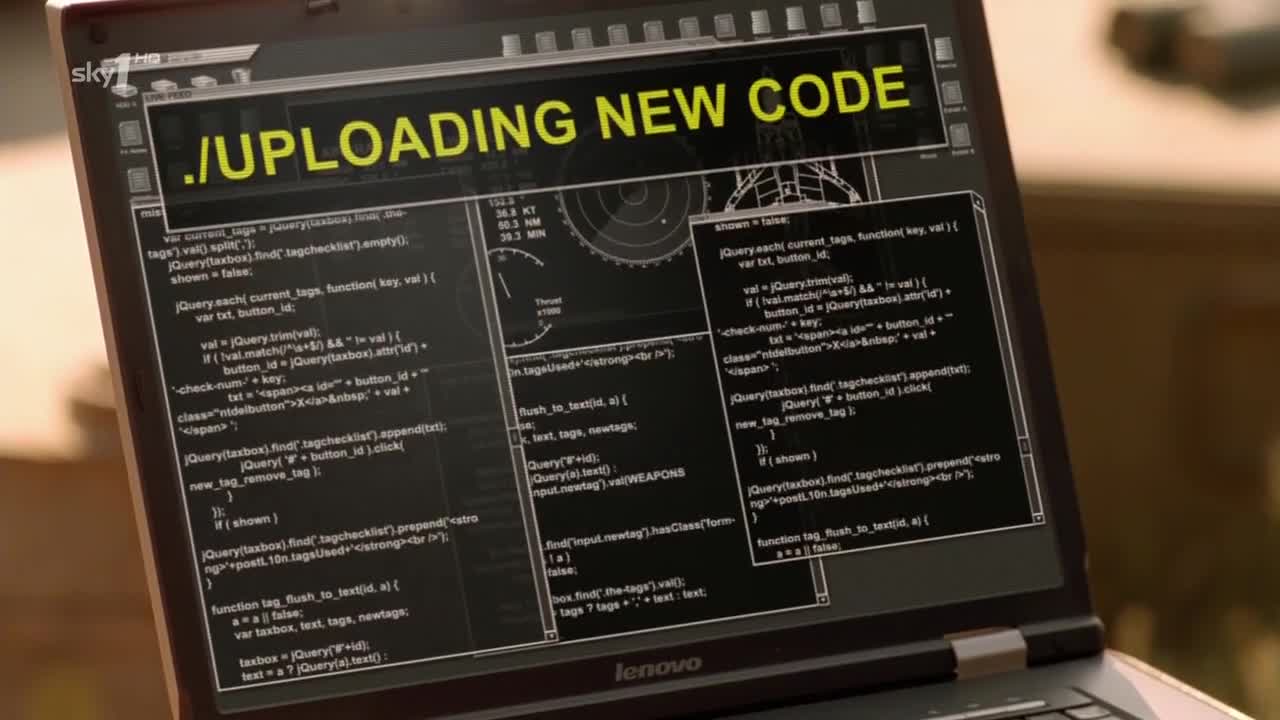 sky1 HD
LIVE FEED
./UPLOADING NEW CODE
var current_tags = jQuery(taxbox).find( '.the-
tags').val().split(',');
jQuery(taxbox).find('.tagchecklist').empty();
shown = false;
jQuery.each( current_tags, function( key, val ) {
var txt, button_id;
val = jQuery.trim(val);
if ( !val.match(/^\s+$/) && '' != val ) {
button_id = jQuery(taxbox).attr('id') +
'-check-num-' + key;
txt = '<span><a id="' + button_id + '"
class="ntdelbutton">X</a>&nbsp;' + val +
'</span> ';
jQuery(taxbox).find('.tagchecklist').append(txt);
jQuery( '#' + button_id ).click(
new_tag_remove_tag );
}
});
if ( shown )
jQuery(taxbox).find('.tagchecklist').prepend('<stro
ng>'+postL10n.tagsUsed+'</strong><br />');
}
function tag_flush_to_text(id, a) {
a = a || false;
var taxbox, text, tags, newtags;
taxbox = jQuery('#'+id);
text = a ? jQuery(a).text() :
36.8 KT
60.3 NM
39.3 MIN
Thrust
x1000
0n.tagsUsed+'</strong><br />');
flush_to_text(id, a) {
se;
x, text, tags, newtags;
Query('#'+id);
jQuery(a).text() :
nput.newtag').val(WEAPONS
.find('input.newtag').hasClass('form-
! a )
false;
box.find('.the-tags').val();
tags ? tags + ',' + text : text;
shown = false;
jQuery.each( current_tags, function( key, val ) {
var txt, button_id;
val = jQuery.trim(val);
if ( !val.match(/^\s+$/) && '' != val ) {
button_id = jQuery(taxbox).attr('id') +
'-check-num-' + key;
txt = '<span><a id="' + button_id + '"
class="ntdelbutton">X</a>&nbsp;' + val +
'</span> ';
jQuery(taxbox).find('.tagchecklist').append(txt);
jQuery( '#' + button_id ).click(
new_tag_remove_tag );
}
});
if ( shown )
jQuery(taxbox).find('.tagchecklist').prepend('<stro
ng>'+postL10n.tagsUsed+'</strong><br />');
}
function tag_flush_to_text(id, a) {
a = a || false;
lenovo